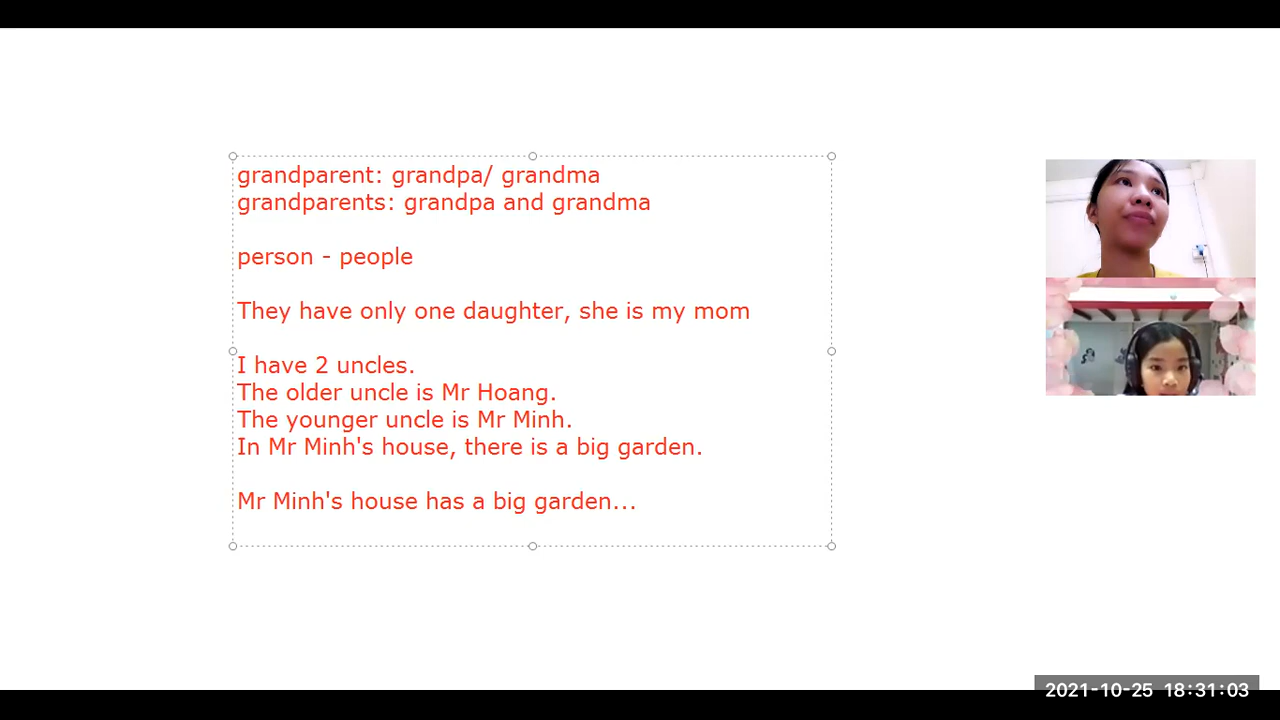 grandparent: grandpa/ grandma
grandparents: grandpa and grandma
person - people
They have only one daughter, she is my mom
I have 2 uncles.
The older uncle is Mr Hoang.
The younger uncle is Mr Minh.
In Mr Minh's house, there is a big garden.
Mr Minh's house has a big garden...
2021-10-25 18:31:03